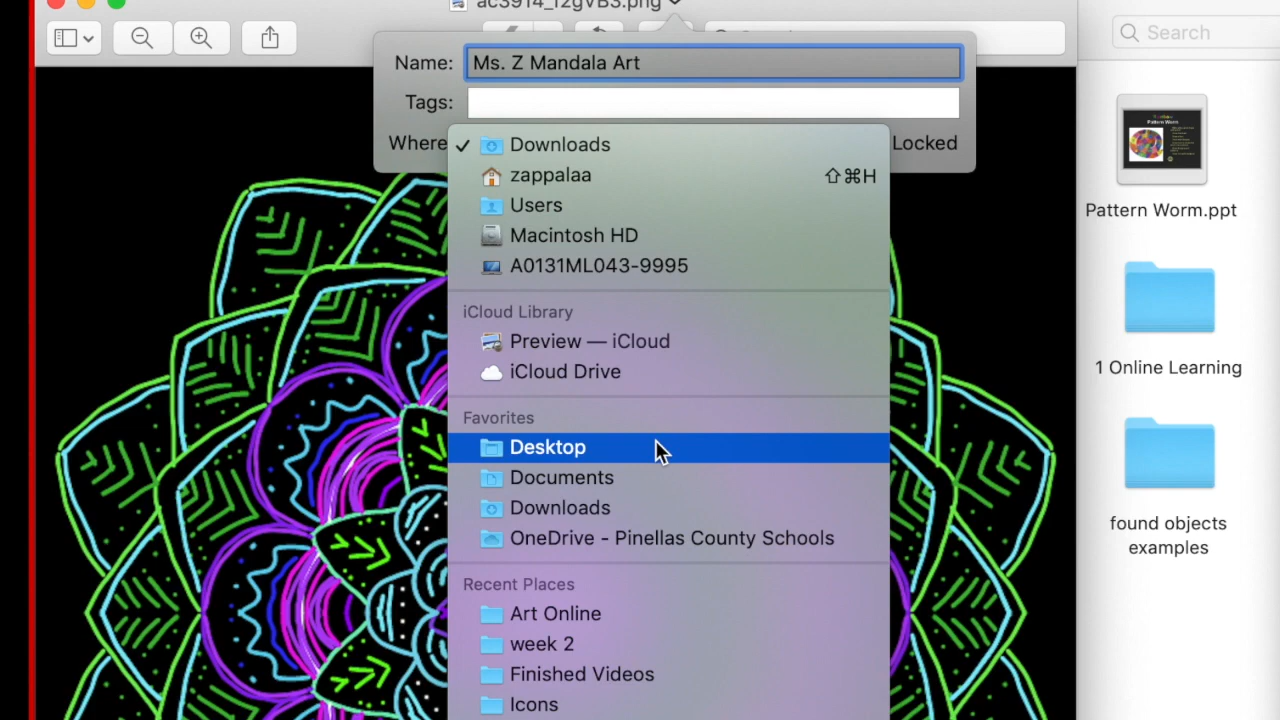 Name: Ms. Z Mandala Art
Search
Tags:
Where
Locked
Downloads
zappalaa ⇧⌘H
Users
Macintosh HD
A0131ML043-9995
iCloud Library
Preview — iCloud
iCloud Drive
Favorites
Desktop
Documents
Downloads
OneDrive - Pinellas County Schools
Recent Places
Art Online
week 2
Finished Videos
Icons
Pattern Worm.ppt
1 Online Learning
found objects
examples